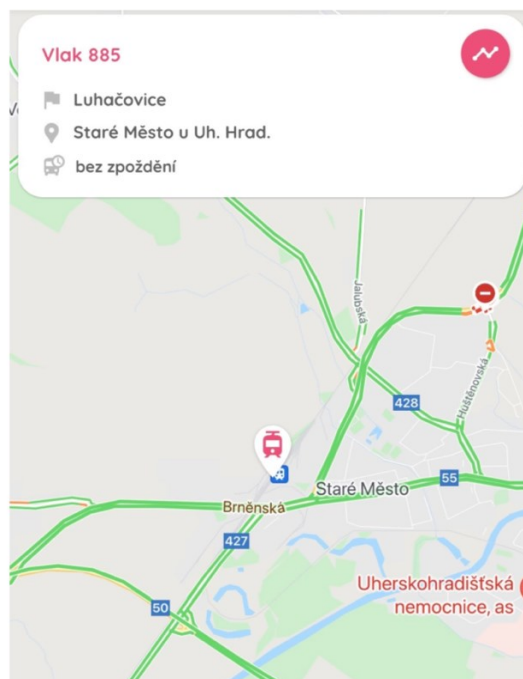 Vlak 885
Luhačovice
Staré Město u Uh. Hrad.
bez zpoždění
Jalubská
Huštěnovská
428
55
Staré Město
Brněnská
427
Uherskohradišťská
nemocnice, as
50